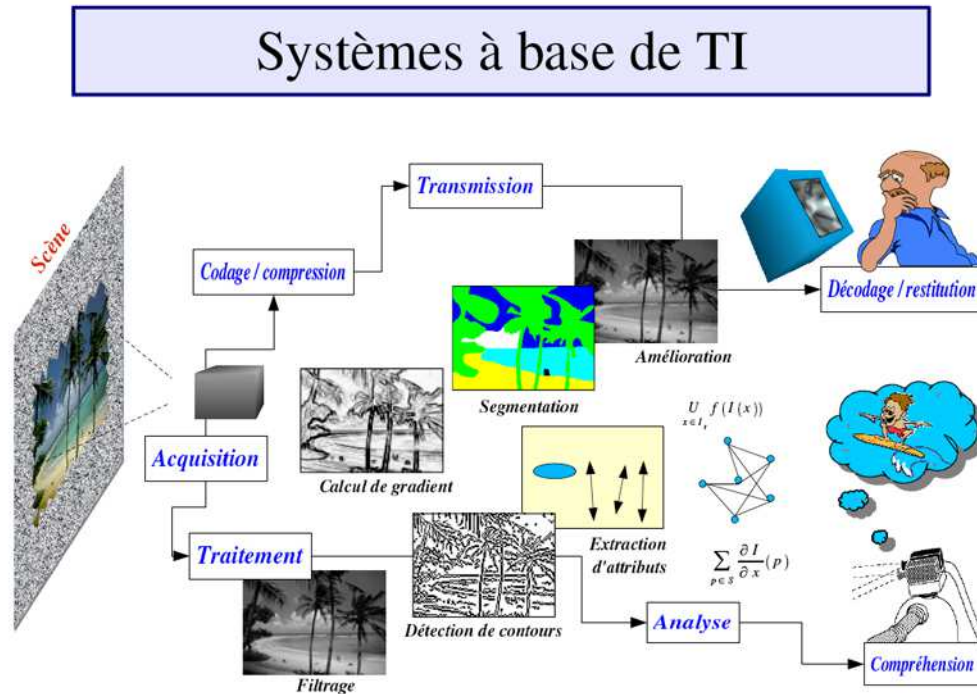 Systèmes à base de TI
Scène
Transmission
Codage / compression
Décodage / restitution
Amélioration
Segmentation
Acquisition
Calcul de gradient
U f(I(x))
x∈I_s
Traitement
Extraction
d'attributs
∑ ∂I/∂x (p)
p∈S
Détection de contours
Analyse
Filtrage
Compréhension